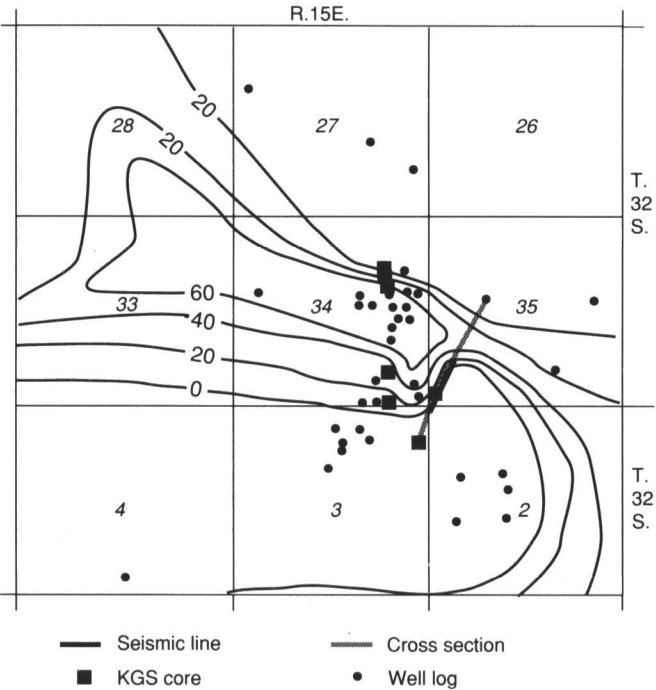 R.15E.
20
28
20
27
26
T.
32
S.
33
60
34
35
40
20
0
4
3
2
T.
32
S.
Seismic line
Cross section
KGS core
Well log